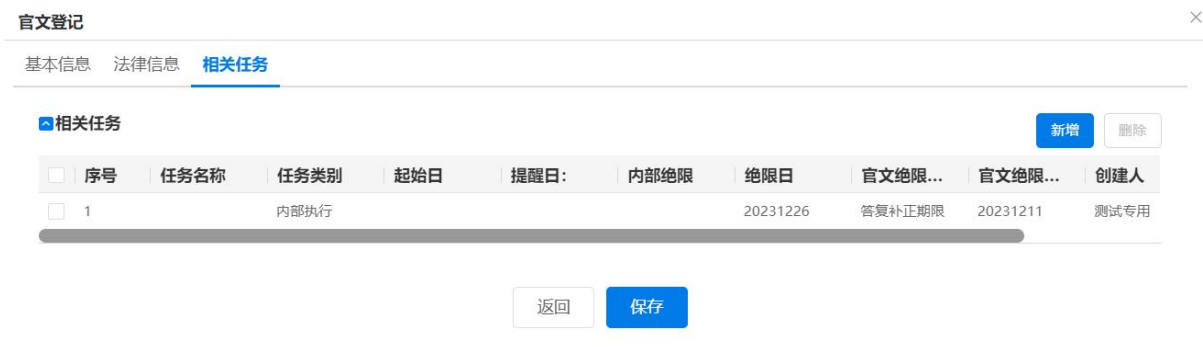 官文登记
基本信息 法律信息 相关任务
相关任务 新增 删除
序号 任务名称 任务类别 起始日 提醒日: 内部绝限 绝限日 官文绝限... 官文绝限... 创建人
1 内部执行 20231226 答复补正期限 20231211 测试专用
返回 保存